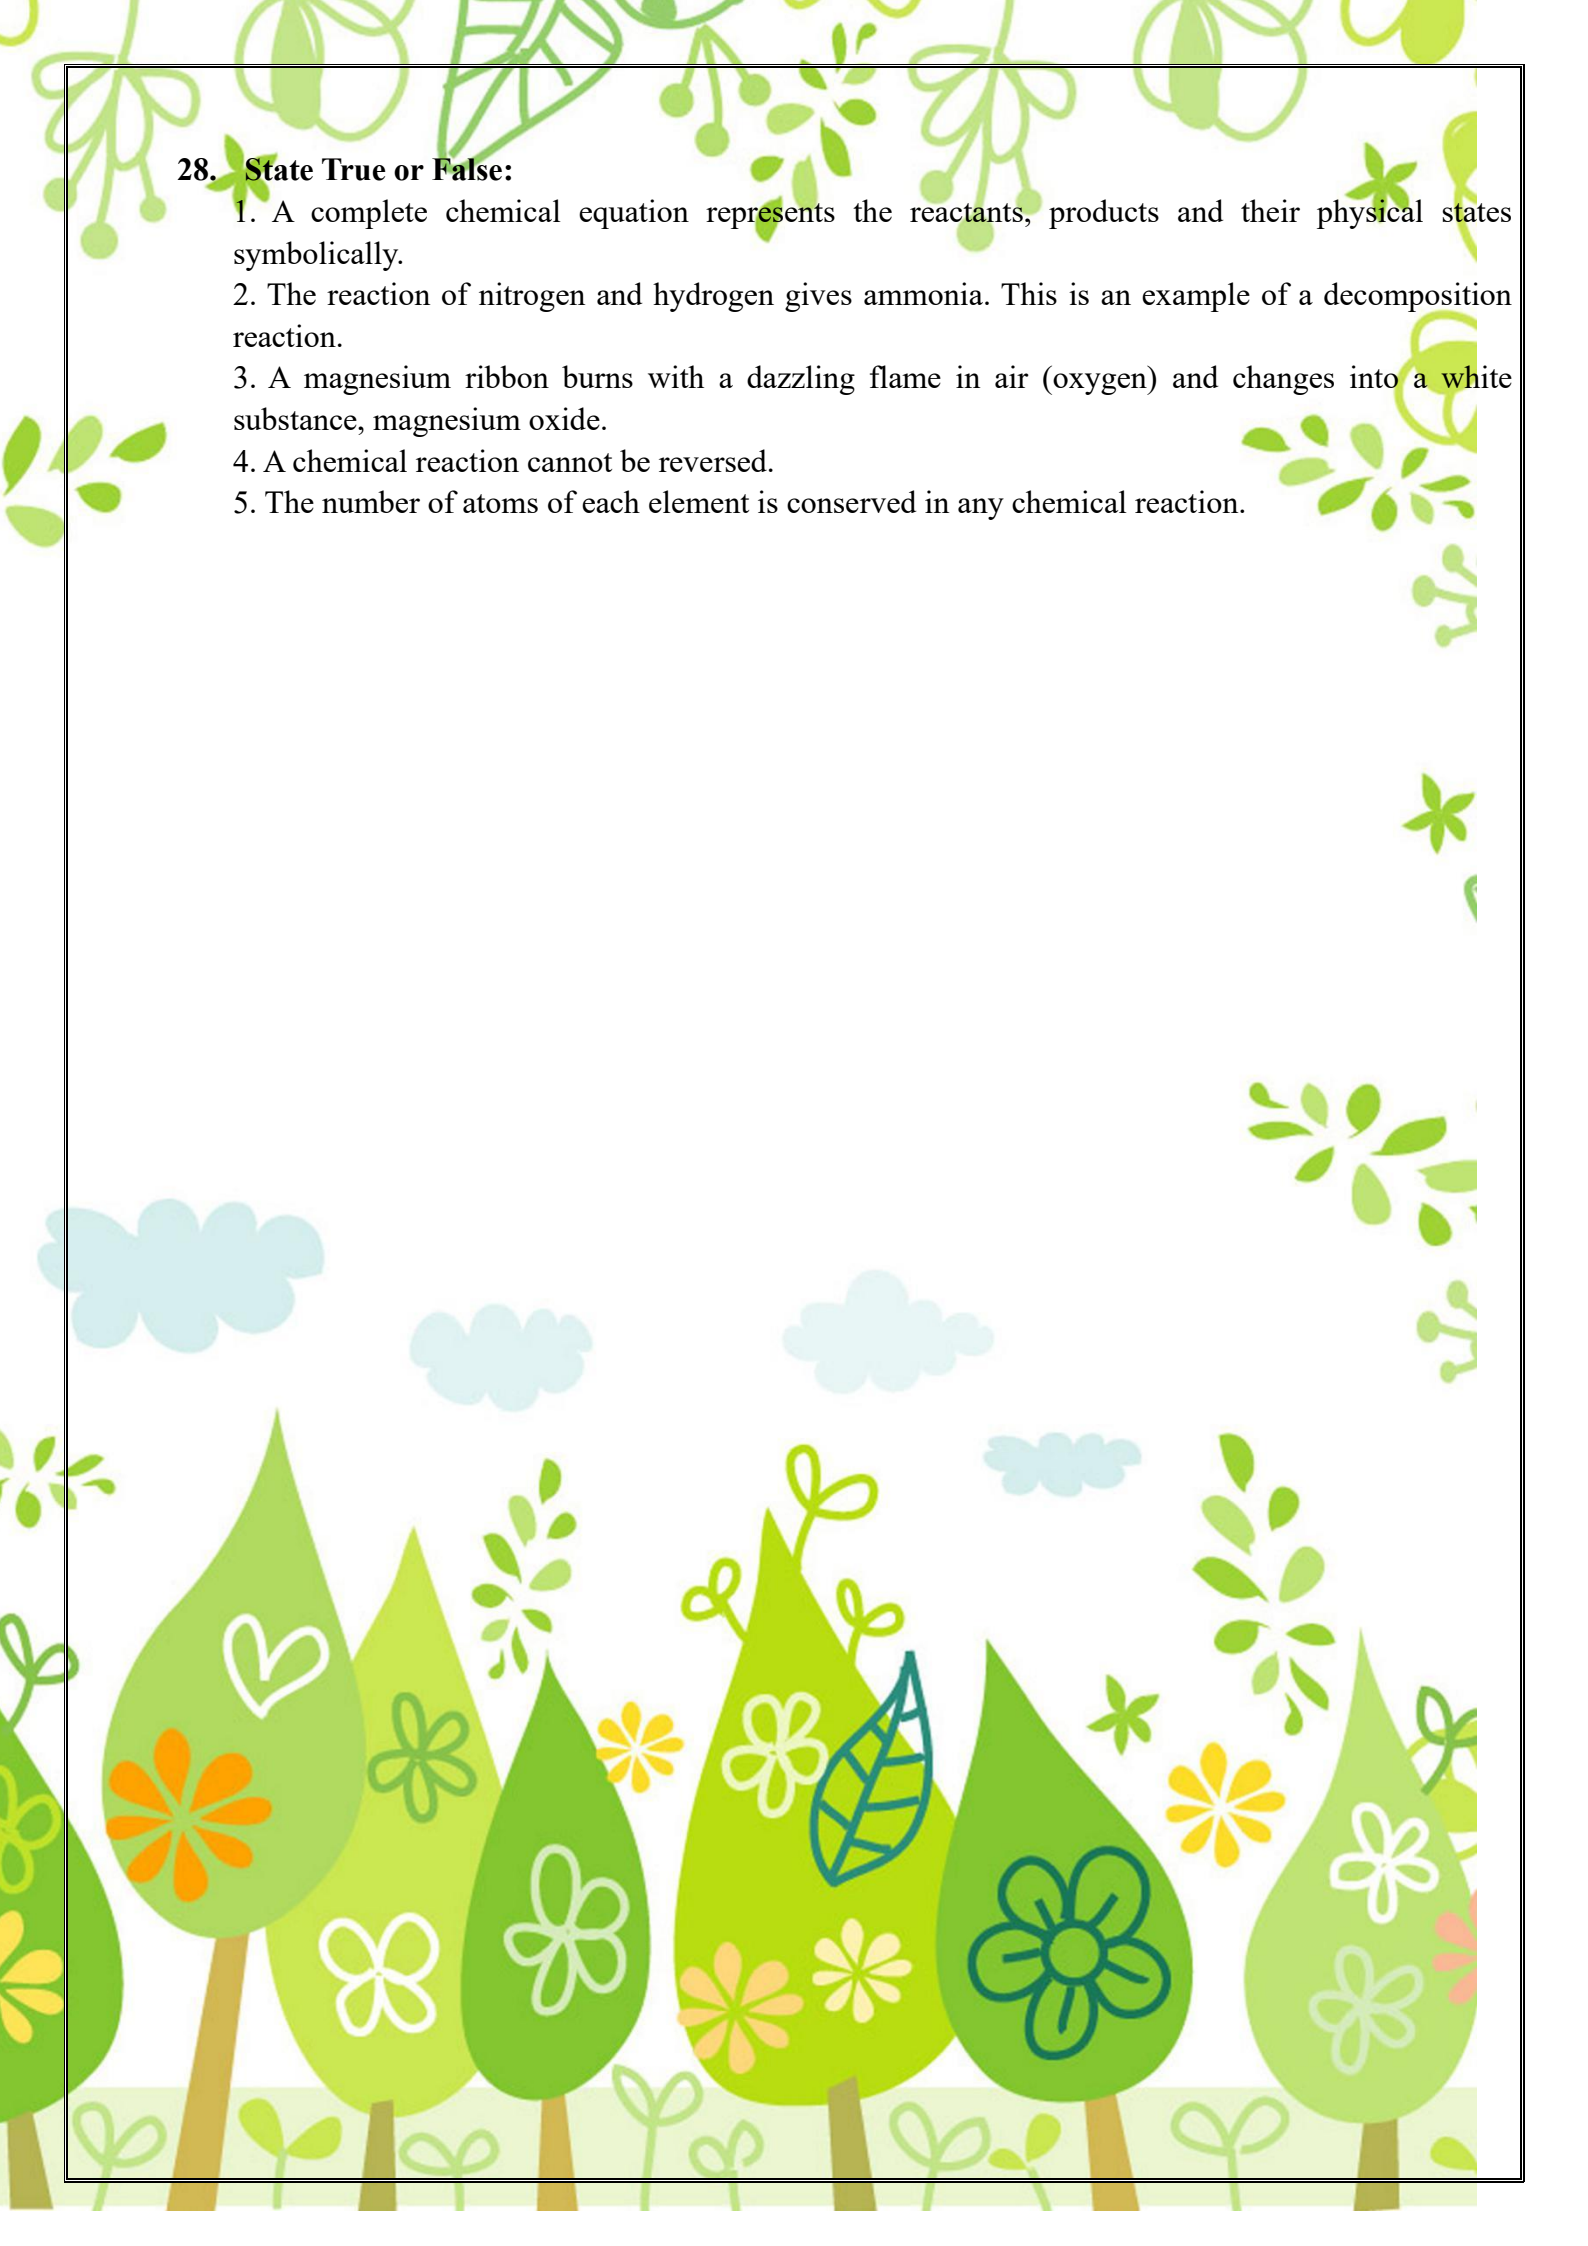 28. State True or False:
1. A complete chemical equation represents the reactants, products and their physical states
symbolically.
2. The reaction of nitrogen and hydrogen gives ammonia. This is an example of a decomposition
reaction.
3. A magnesium ribbon burns with a dazzling flame in air (oxygen) and changes into a white
substance, magnesium oxide.
4. A chemical reaction cannot be reversed.
5. The number of atoms of each element is conserved in any chemical reaction.